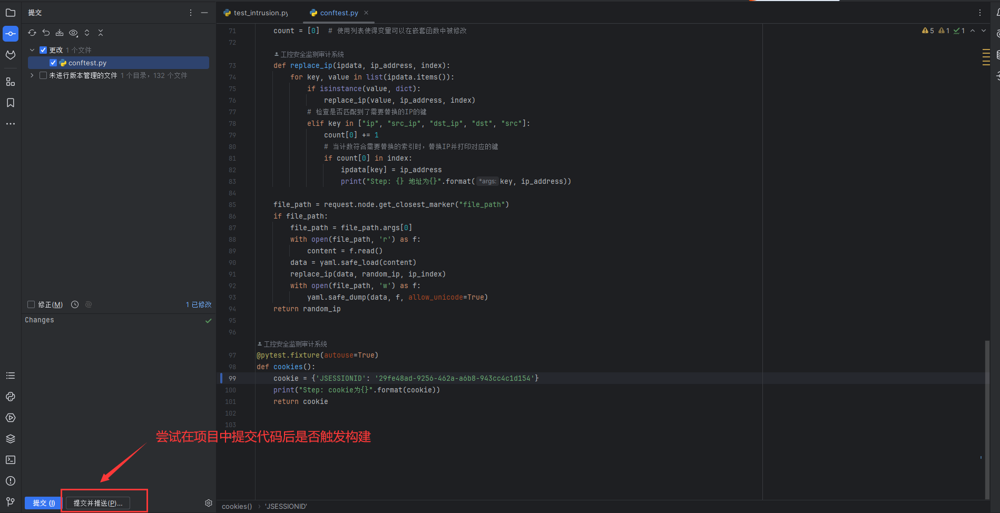 提交
更改 1 个文件
conftest.py
未进行版本管理的文件 1 个目录，132 个文件
修正(M)
1 已修改
Changes
提交 (I)
提交并推送(P)...
test_intrusion.py
conftest.py
5 1 1
71 count = [0]  # 使用列表使得变量可以在嵌套函数中被修改
72
工控安全监测审计系统
73 def replace_ip(ipdata, ip_address, index):
74 for key, value in list(ipdata.items()):
75 if isinstance(value, dict):
76 replace_ip(value, ip_address, index)
77 # 检查是否匹配到了需要替换的IP的键
78 elif key in ["ip", "src_ip", "dst_ip", "dst", "src"]:
79 count[0] += 1
80 # 当计数符合需要替换的索引时，替换IP并打印对应的键
81 if count[0] in index:
82 ipdata[key] = ip_address
83 print("Step: {} 地址为{}".format( *args: key, ip_address))
84
85 file_path = request.node.get_closest_marker("file_path")
86 if file_path:
87 file_path = file_path.args[0]
88 with open(file_path, 'r') as f:
89 content = f.read()
90 data = yaml.safe_load(content)
91 replace_ip(data, random_ip, ip_index)
92 with open(file_path, 'w') as f:
93 yaml.safe_dump(data, f, allow_unicode=True)
94 return random_ip
95
96
工控安全监测审计系统
97 @pytest.fixture(autouse=True)
98 def cookies():
99 cookie = {'JSESSIONID': '29fe48ad-9256-462a-a6b8-943cc4c1d154'}
100 print("Step: cookie为{}".format(cookie))
101 return cookie
102
103
尝试在项目中提交代码后是否触发构建
cookies() › 'JSESSIONID'